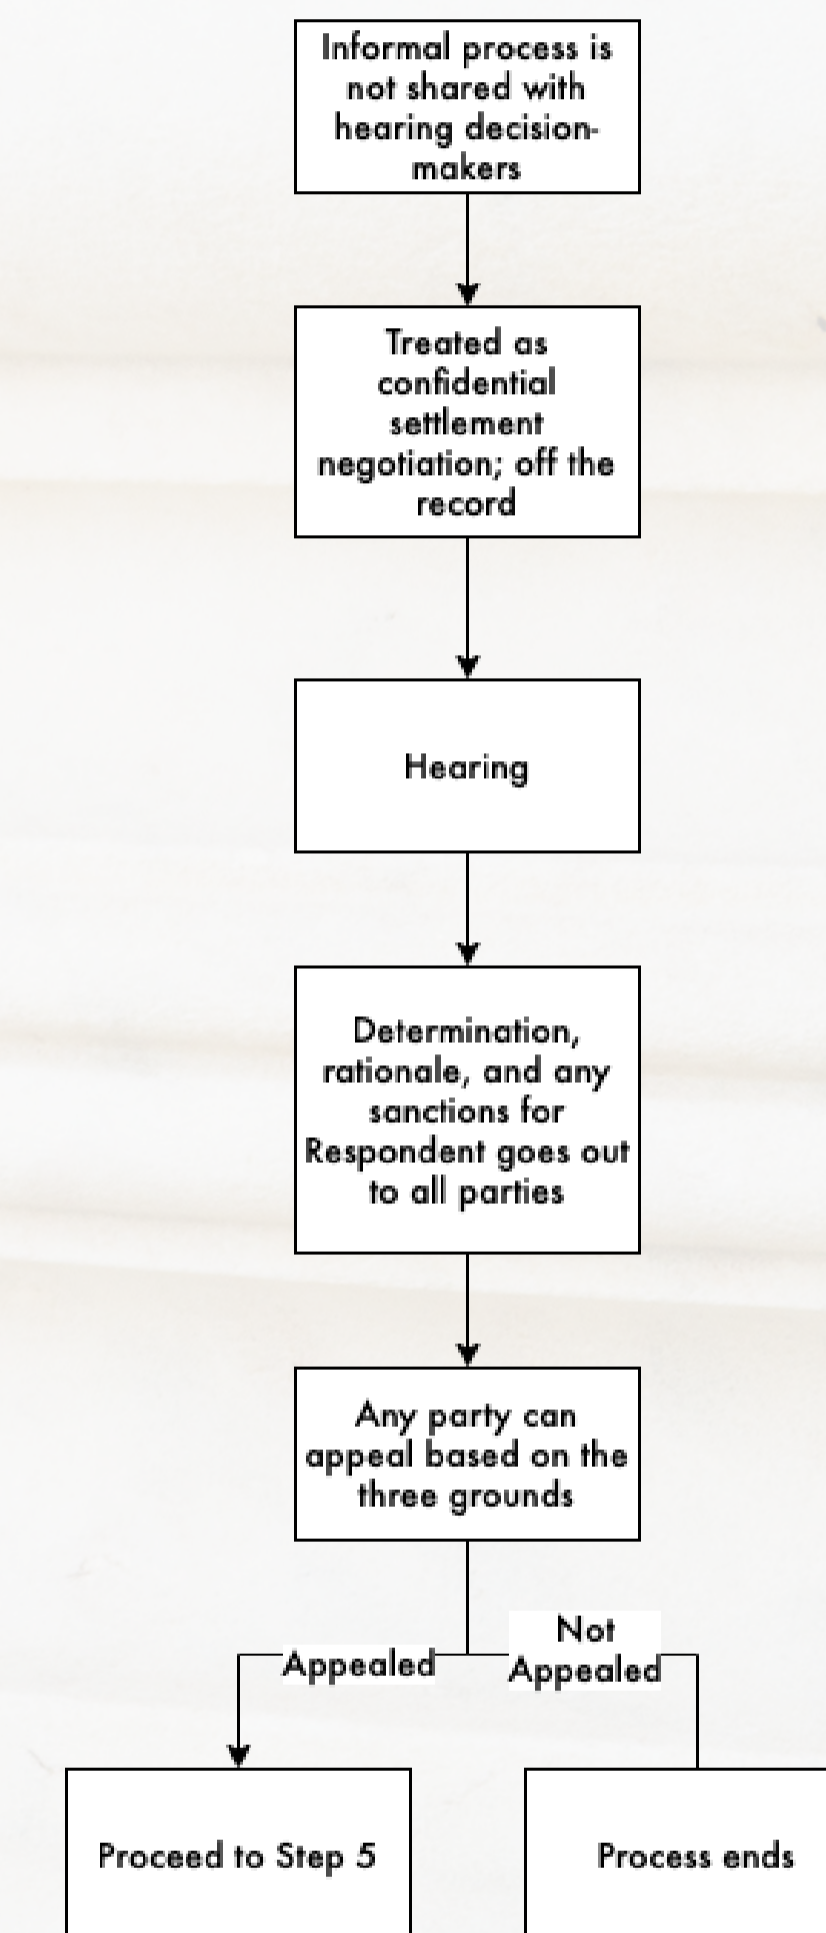 Informal process is
not shared with
hearing decision-
makers
Treated as
confidential
settlement
negotiation; off the
record
Hearing
Determination,
rationale, and any
sanctions for
Respondent goes out
to all parties
Any party can
appeal based on the
three grounds
Appealed
Not
Appealed
Proceed to Step 5
Process ends